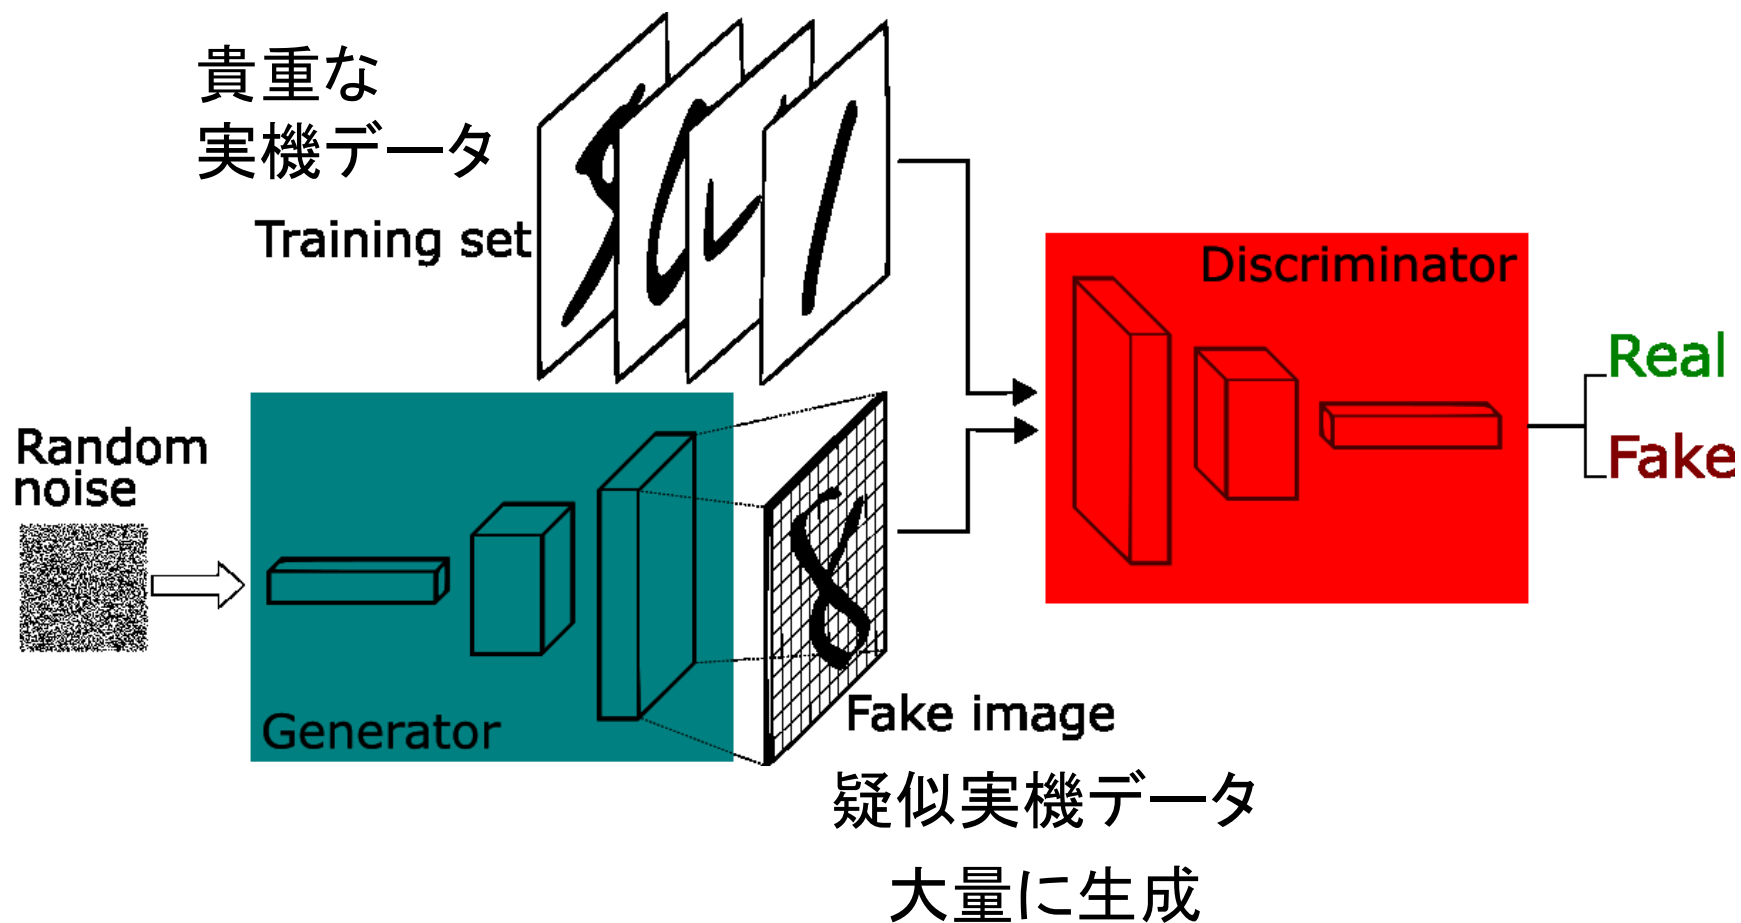 貴重な
実機データ
Training set
Discriminator
Real
Fake
Random
noise
Generator
Fake image
疑似実機データ
大量に生成